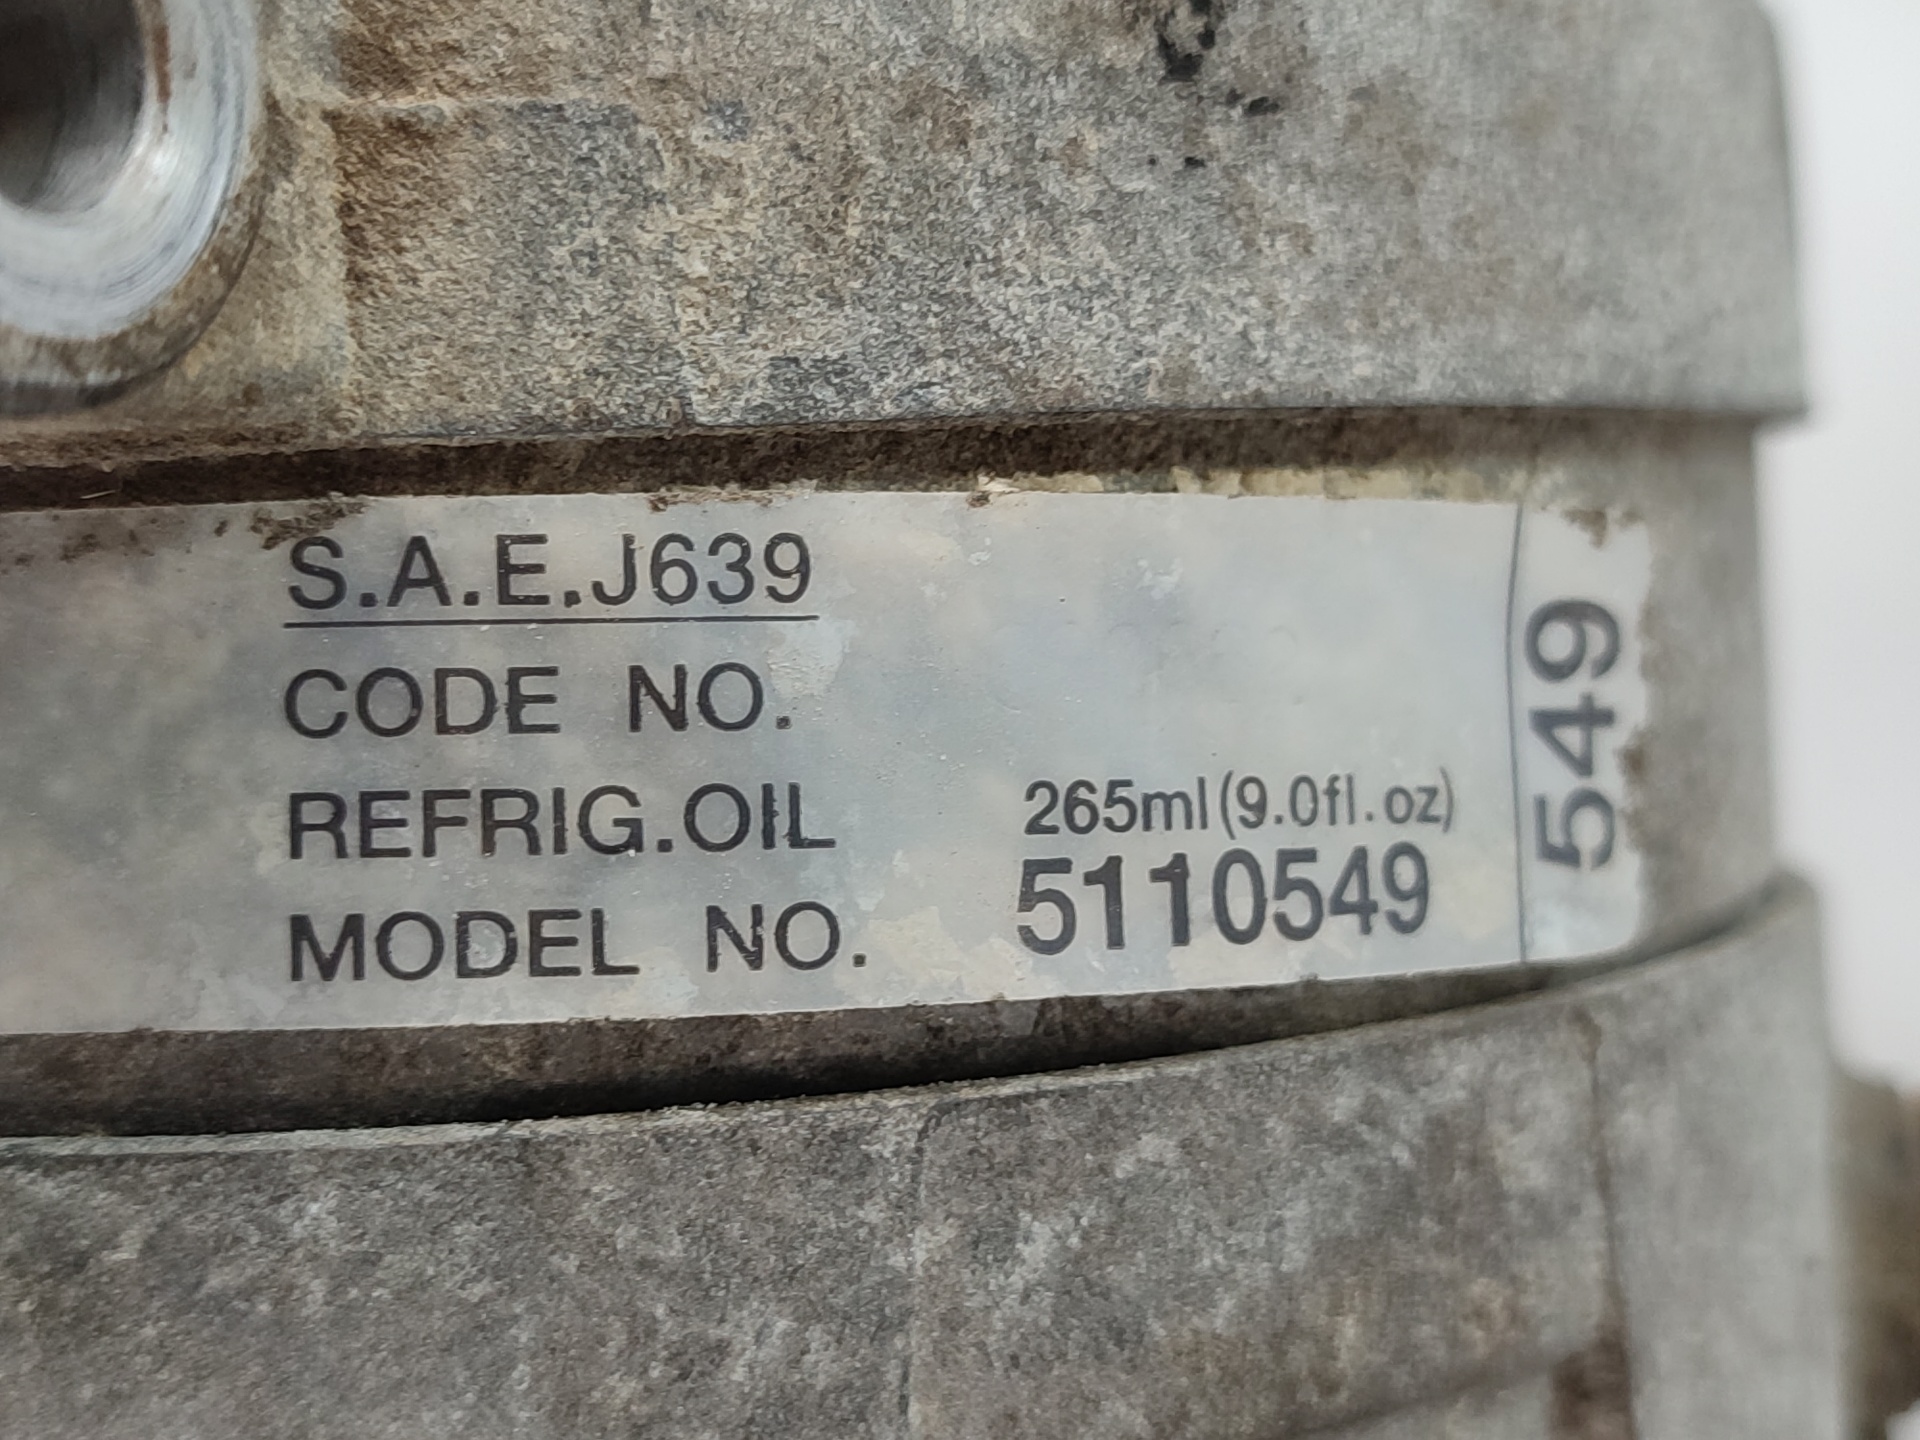 S.A.E.J639
CODE NO.
REFRIG.OIL 265ml(9.0fl.oz)
MODEL NO. 5110549
549